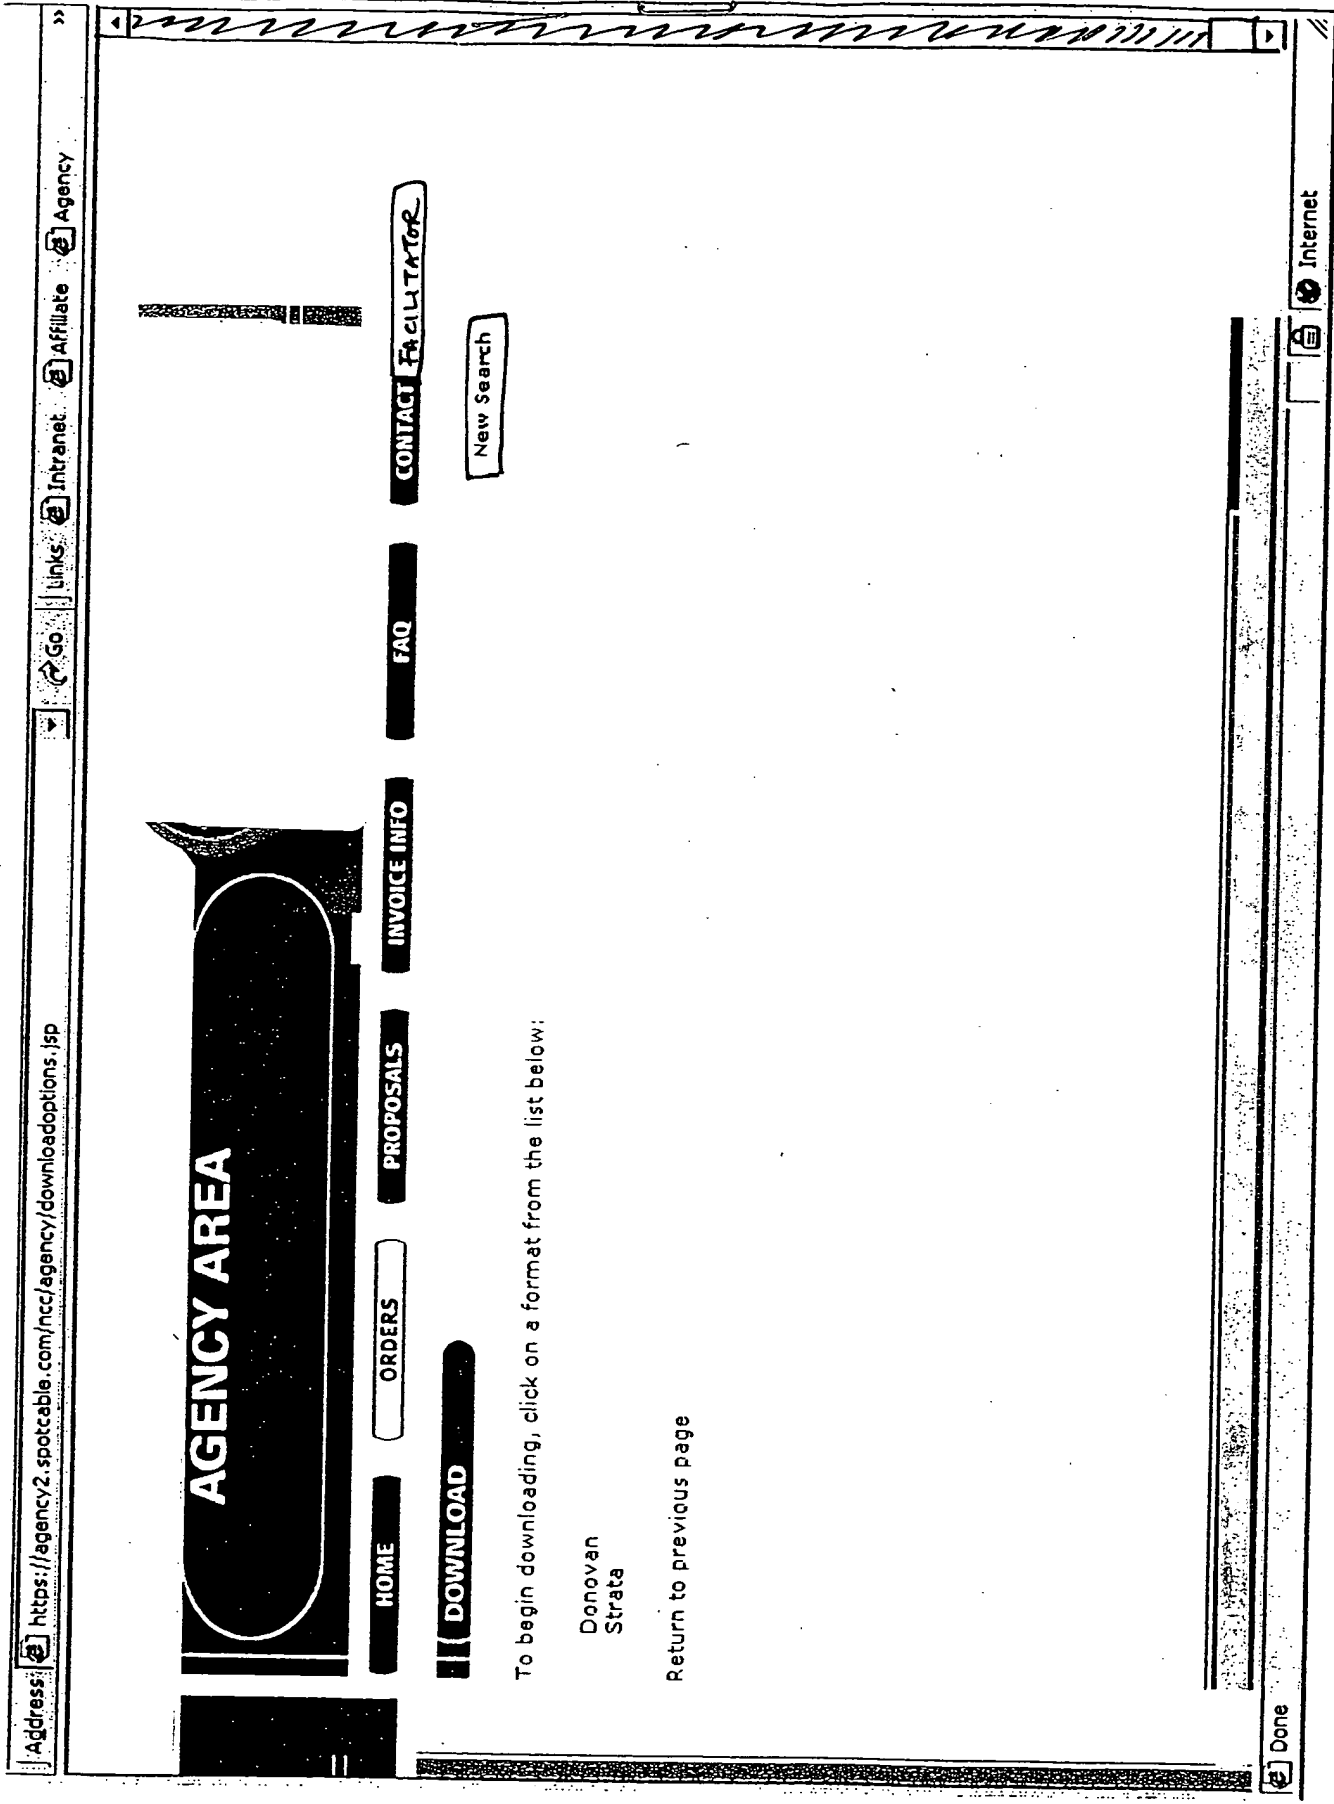 Address https://agency2.spotcable.com/ncc/agency/downloadoptions.jsp Go Links Intranet Affiliate Agency »
AGENCY AREA
HOME ORDERS PROPOSALS INVOICE INFO FAQ CONTACT FACILITATOR
DOWNLOAD New Search
To begin downloading, click on a format from the list below:
Donovan
Strata
Return to previous page
Done Internet